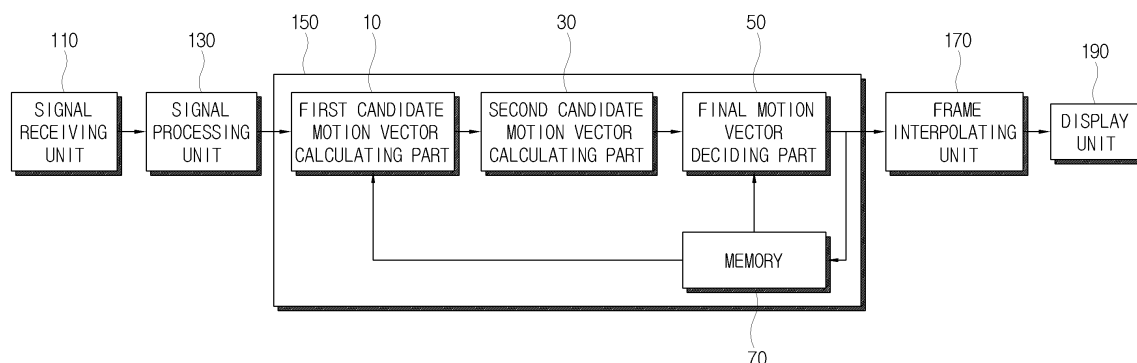 110
130
150
10
30
50
170
190
SIGNAL
RECEIVING
UNIT
SIGNAL
PROCESSING
UNIT
FIRST CANDIDATE
MOTION VECTOR
CALCULATING PART
SECOND CANDIDATE
MOTION VECTOR
CALCULATING PART
FINAL MOTION
VECTOR
DECIDING PART
FRAME
INTERPOLATING
UNIT
DISPLAY
UNIT
MEMORY
70